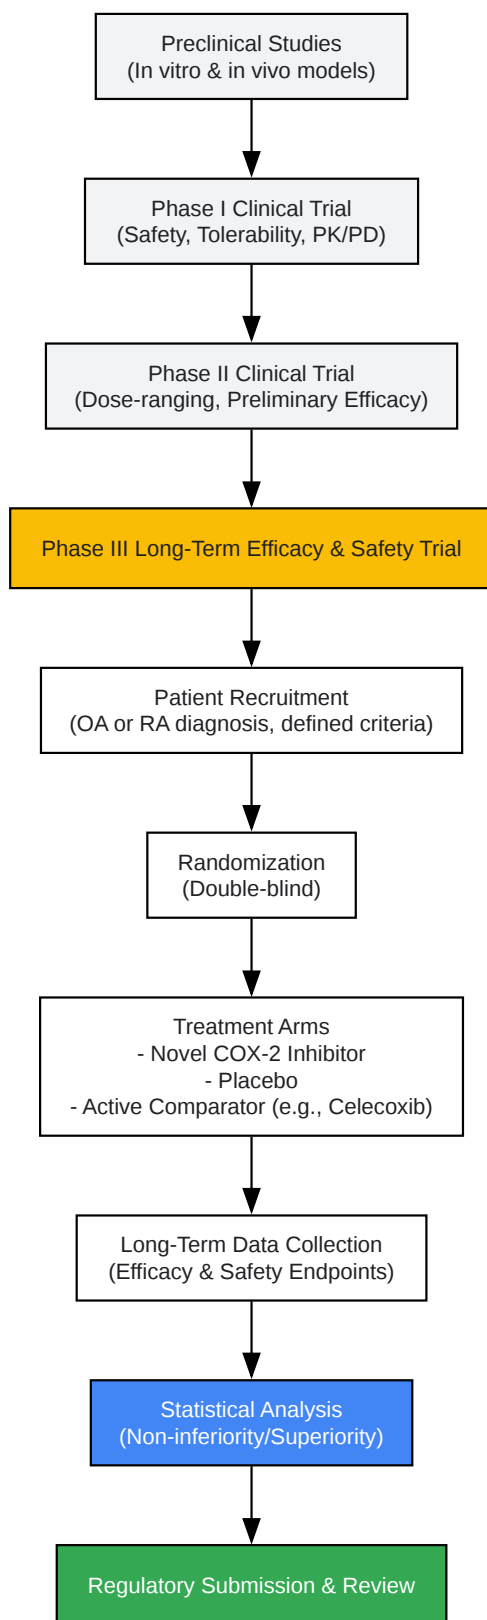 Preclinical Studies
(In vitro & in vivo models)
Phase I Clinical Trial
(Safety, Tolerability, PK/PD)
Phase II Clinical Trial
(Dose-ranging, Preliminary Efficacy)
Phase III Long-Term Efficacy & Safety Trial
Patient Recruitment
(OA or RA diagnosis, defined criteria)
Randomization
(Double-blind)
Treatment Arms
- Novel COX-2 Inhibitor
- Placebo
- Active Comparator (e.g., Celecoxib)
Long-Term Data Collection
(Efficacy & Safety Endpoints)
Statistical Analysis
(Non-inferiority/Superiority)
Regulatory Submission & Review